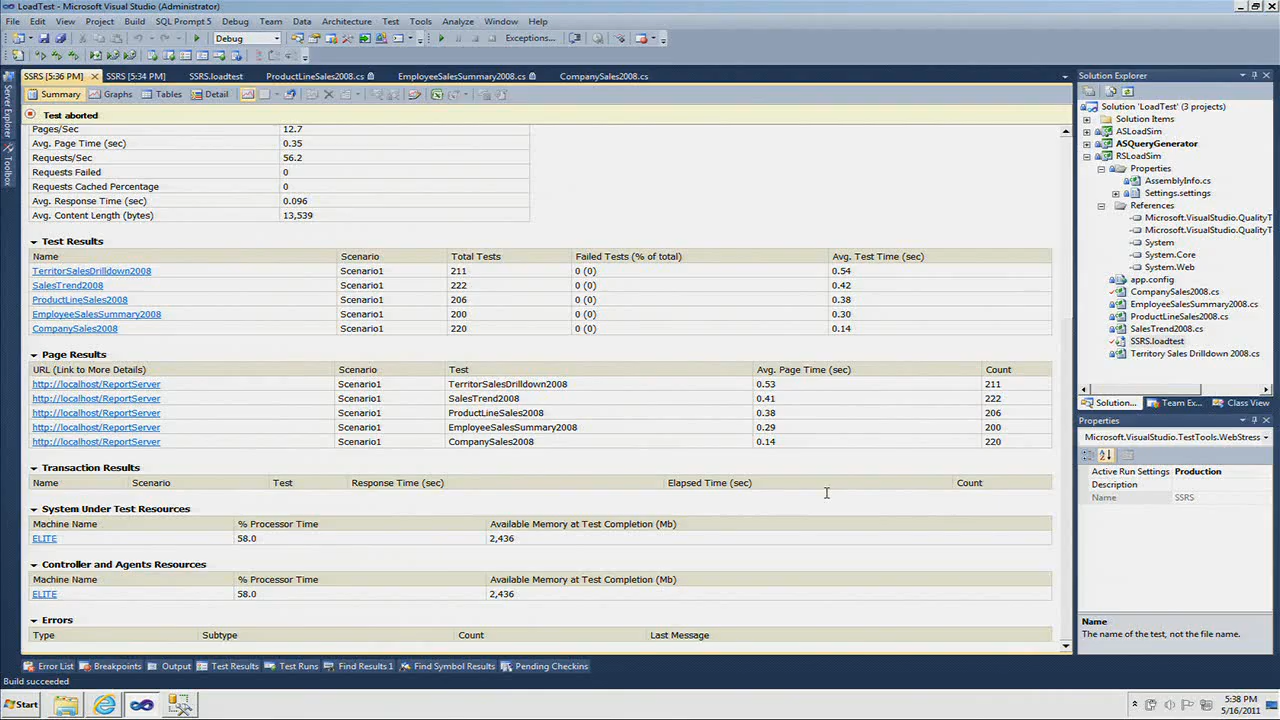 LoadTest - Microsoft Visual Studio (Administrator)
File Edit View Project Build SQL Prompt 5 Debug Team Data Architecture Test Tools Analyze Window Help
Debug Exceptions...
SSRS [5:36 PM] SSRS [5:34 PM] SSRS.loadtest ProductLineSales2008.cs EmployeeSalesSummary2008.cs CompanySales2008.cs
Summary Graphs Tables Detail
Test aborted
Pages/Sec 12.7
Avg. Page Time (sec) 0.35
Requests/Sec 56.2
Requests Failed 0
Requests Cached Percentage 0
Avg. Response Time (sec) 0.096
Avg. Content Length (bytes) 13,539
Test Results
Name Scenario Total Tests Failed Tests (% of total) Avg. Test Time (sec)
TerritorSalesDrilldown2008 Scenario1 211 0 (0) 0.54
SalesTrend2008 Scenario1 222 0 (0) 0.42
ProductLineSales2008 Scenario1 206 0 (0) 0.38
EmployeeSalesSummary2008 Scenario1 200 0 (0) 0.30
CompanySales2008 Scenario1 220 0 (0) 0.14
Page Results
URL (Link to More Details) Scenario Test Avg. Page Time (sec) Count
http://localhost/ReportServer Scenario1 TerritorSalesDrilldown2008 0.53 211
http://localhost/ReportServer Scenario1 SalesTrend2008 0.41 222
http://localhost/ReportServer Scenario1 ProductLineSales2008 0.38 206
http://localhost/ReportServer Scenario1 EmployeeSalesSummary2008 0.29 200
http://localhost/ReportServer Scenario1 CompanySales2008 0.14 220
Transaction Results
Name Scenario Test Response Time (sec) Elapsed Time (sec) Count
System Under Test Resources
Machine Name % Processor Time Available Memory at Test Completion (Mb)
ELITE 58.0 2,436
Controller and Agents Resources
Machine Name % Processor Time Available Memory at Test Completion (Mb)
ELITE 58.0 2,436
Errors
Type Subtype Count Last Message
Server Explorer
Toolbox
Solution Explorer
Solution 'LoadTest' (3 projects)
Solution Items
ASLoadSim
ASQueryGenerator
RSLoadSim
Properties
AssemblyInfo.cs
Settings.settings
References
Microsoft.VisualStudio.QualityT
Microsoft.VisualStudio.QualityT
System
System.Core
System.Web
app.config
CompanySales2008.cs
EmployeeSalesSummary2008.cs
ProductLineSales2008.cs
SalesTrend2008.cs
SSRS.loadtest
Territory Sales Drilldown 2008.cs
Solution... Team Ex... Class View
Properties
Microsoft.VisualStudio.TestTools.WebStress
Active Run Settings Production
Description
Name SSRS
Name
The name of the test, not the file name.
Error List Breakpoints Output Test Results Test Runs Find Results 1 Find Symbol Results Pending Checkins
Build succeeded
Start
5:38 PM
5/16/2011